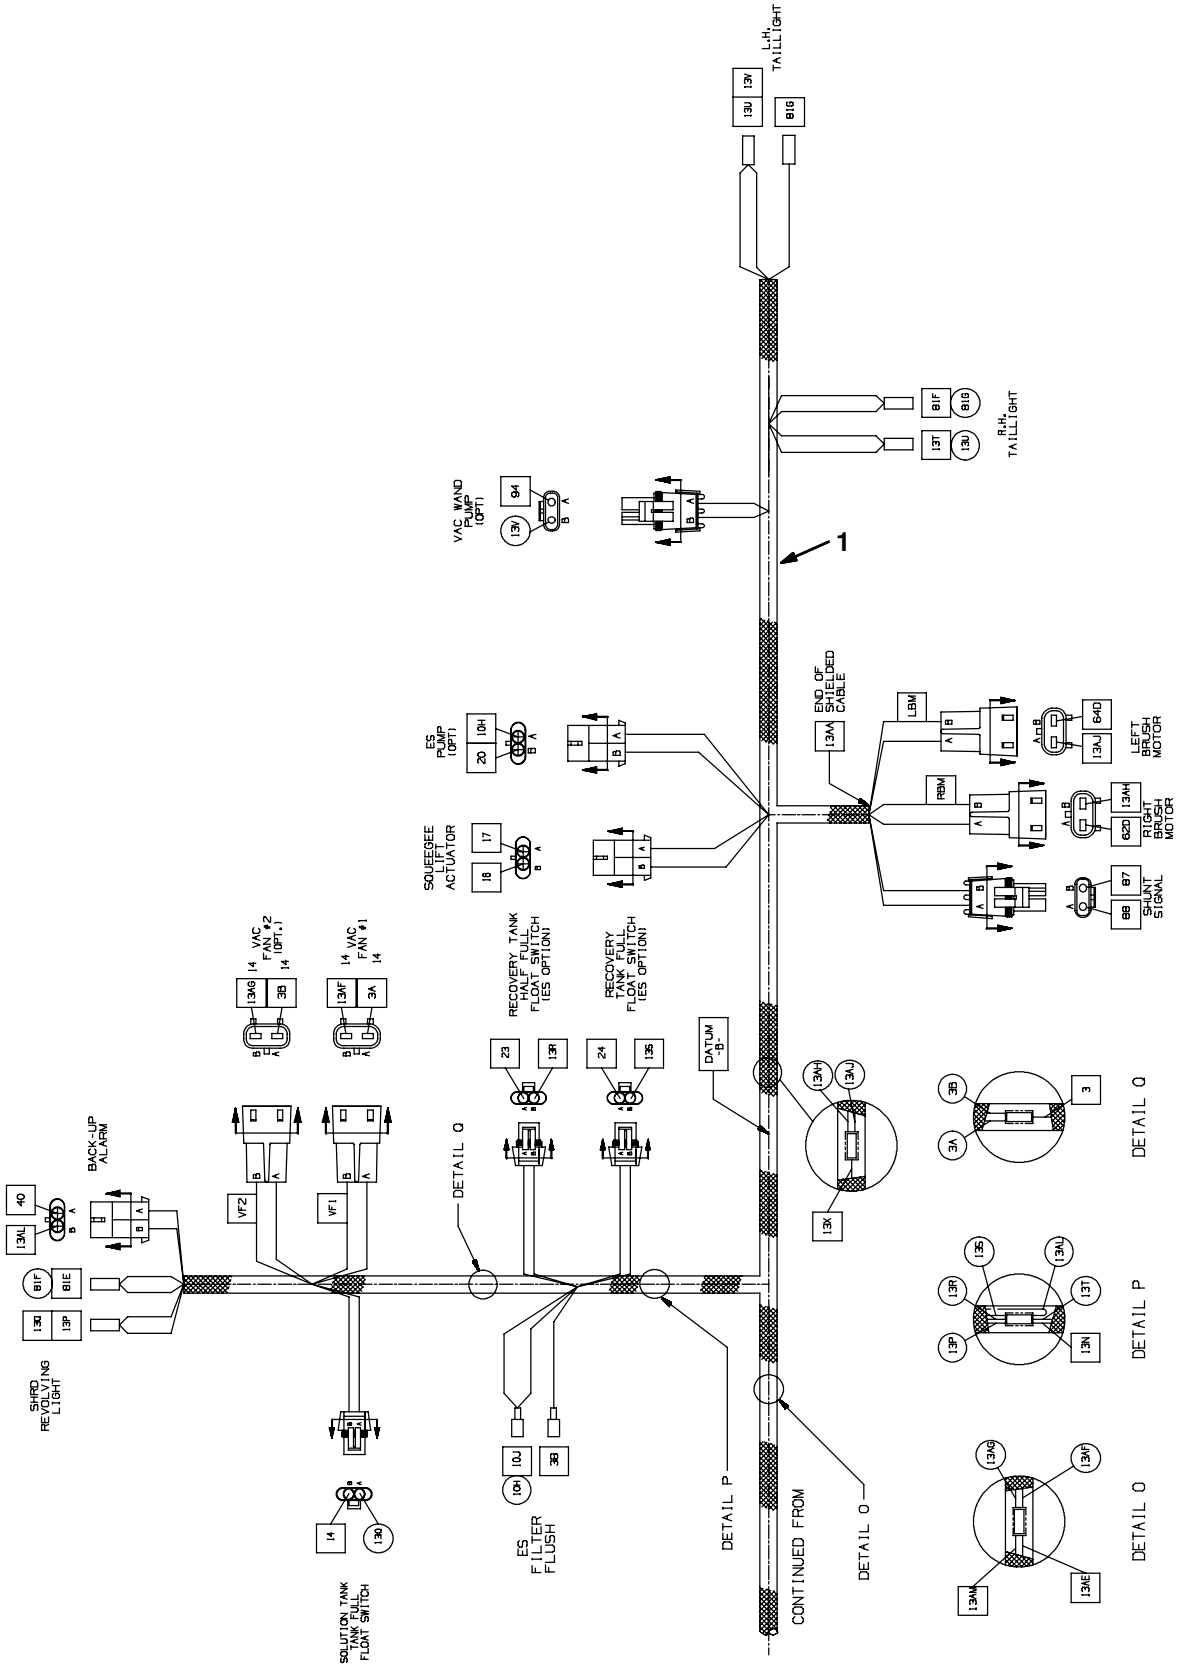 L.H.
TAILLIGHT
13U
13V
81G
R.H.
TAILLIGHT
81F
81G
13T
13U
VAC WAND
PUMP
(OPT)
13V
94
B
A
B
A
1
ES
PUMP
(OPT)
20
10H
B
A
B
A
SQUEEGEE
LIFT
ACTUATOR
17
B
A
B
A
END OF
SHIELDED
CABLE
13AA
LBM
A
B
A
B
13AJ
64D
LEFT
BRUSH
MOTOR
RBM
A
B
A
B
62D
13AH
RIGHT
BRUSH
MOTOR
A
B
A
B
88
87
SHUNT
SIGNAL
14 VAC
FAN #2
(OPT.)
14
13AG
3B
B
A
14 VAC
FAN #1
14
13AF
3A
B
A
VF2
B
A
VF1
B
A
BACK-UP
ALARM
13AL
40
B
A
B
A
81F
81E
13Q
13P
SHRD
REVOLVING
LIGHT
RECOVERY TANK
HALF FULL
FLOAT SWITCH
(ES OPTION)
23
13R
A
B
A
B
RECOVERY
TANK FULL
FLOAT SWITCH
(ES OPTION)
24
13S
A
B
A
B
DATUM
-B-
DETAIL Q
B
A
B
A
14
13Q
SOLUTION TANK
TANK FULL
FLOAT SWITCH
10J
10H
ES
FILTER
FLUSH
DETAIL P
CONTINUED FROM
DETAIL O
13AH
13AJ
13X
3B
3A
3
DETAIL Q
13S
13R
13P
13AL
13T
13N
DETAIL P
13AG
13AM
13AF
13AE
DETAIL O